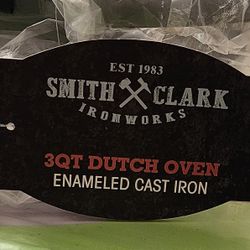 EST 1983
SMITH CLARK
IRONWORKS
3QT DUTCH OVEN
ENAMELED CAST IRON